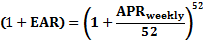 (1 + EAR) = (1 + APR_weekly / 52)^52